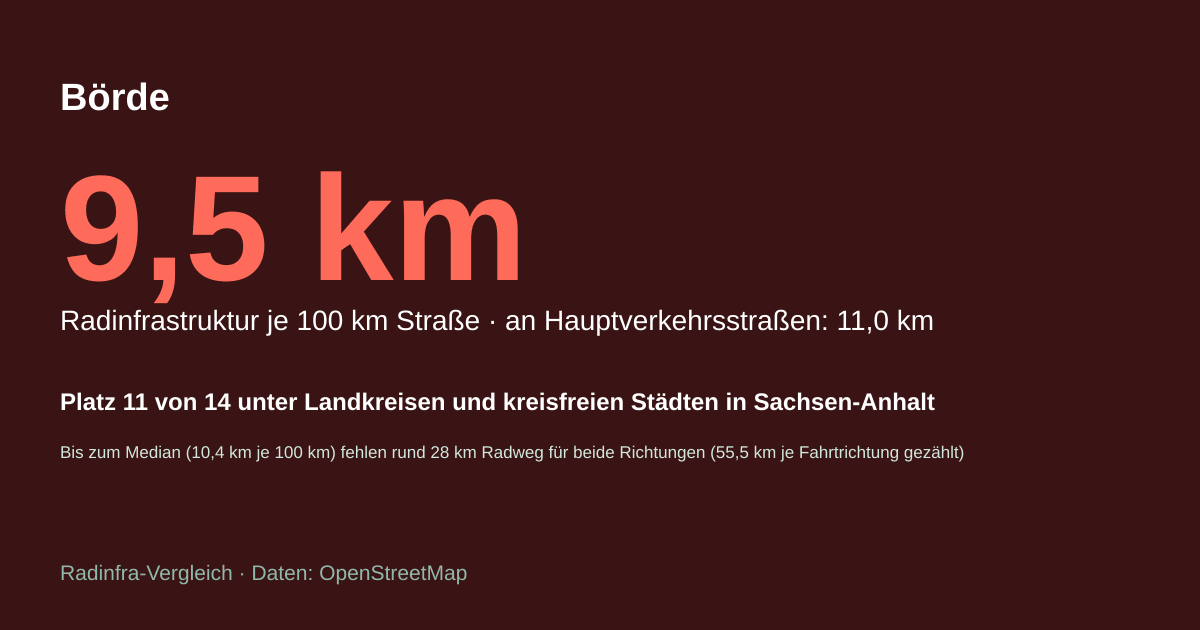 Börde
9,5 km
Radinfrastruktur je 100 km Straße · an Hauptverkehrsstraßen: 11,0 km
Platz 11 von 14 unter Landkreisen und kreisfreien Städten in Sachsen-Anhalt
Bis zum Median (10,4 km je 100 km) fehlen rund 28 km Radweg für beide Richtungen (55,5 km je Fahrtrichtung gezählt)
Radinfra-Vergleich · Daten: OpenStreetMap